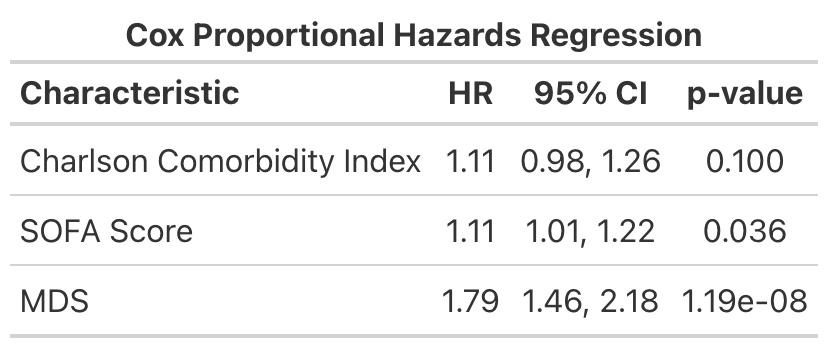 Cox Proportional Hazards Regression
Characteristic HR 95% CI p-value
Charlson Comorbidity Index 1.11 0.98, 1.26 0.100
SOFA Score 1.11 1.01, 1.22 0.036
MDS 1.79 1.46, 2.18 1.19e-08